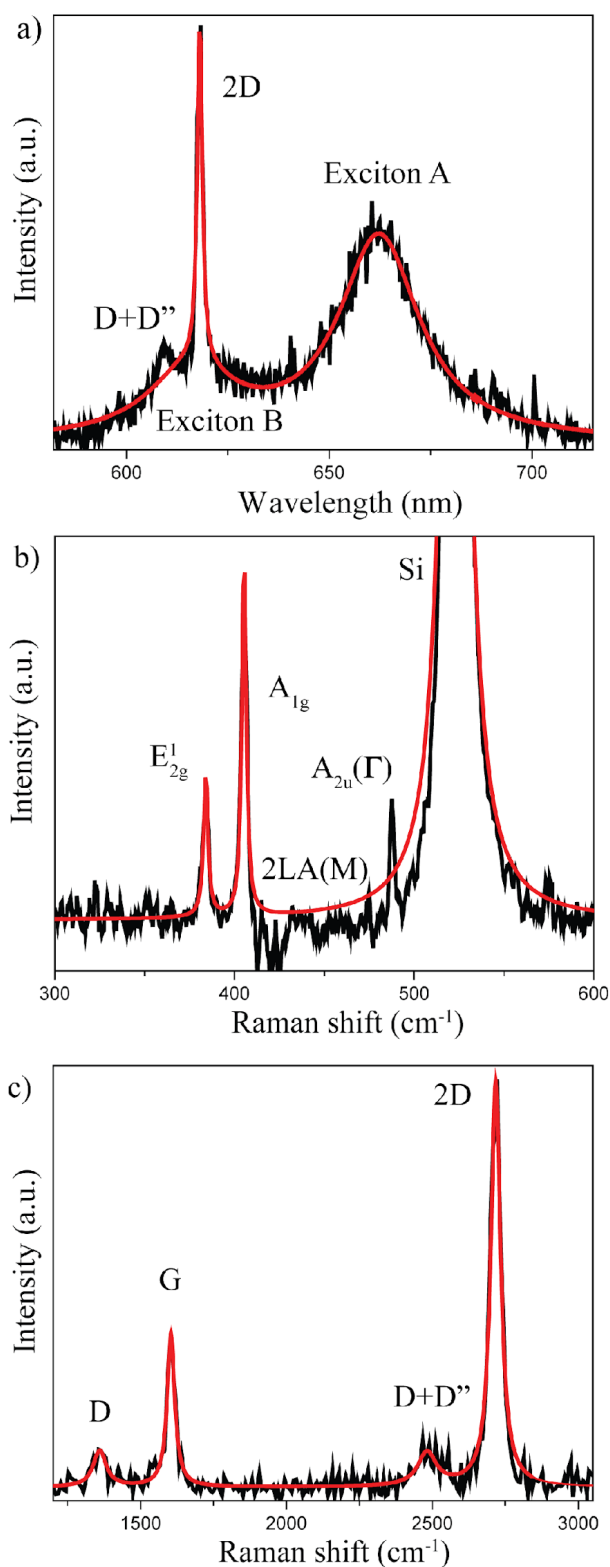 a)
2D
Exciton A
D+D”
Exciton B
Intensity (a.u.)
600
650
700
Wavelength (nm)
b)
Si
A1g
E12g
A2u(Γ)
2LA(M)
Intensity (a.u.)
300
400
500
600
Raman shift (cm-1)
c)
2D
G
D+D”
D
Intensity (a.u.)
1500
2000
2500
3000
Raman shift (cm-1)